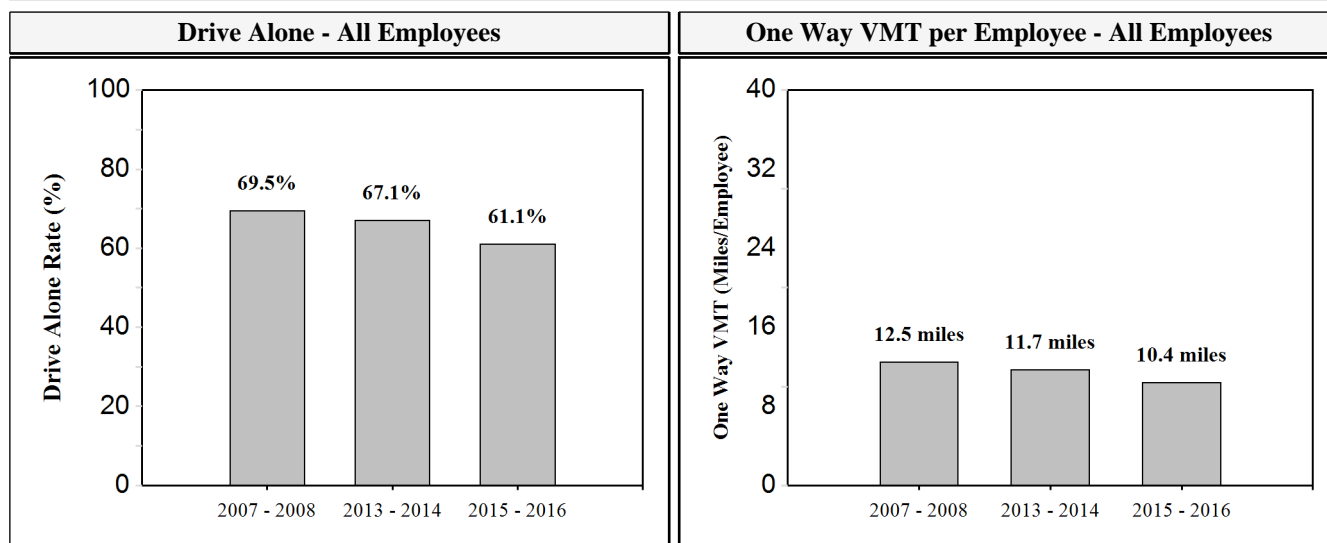 Drive Alone - All Employees
100
80
60
40
20
0
Drive Alone Rate (%)
69.5%
67.1%
61.1%
2007 - 2008
2013 - 2014
2015 - 2016
One Way VMT per Employee - All Employees
40
32
24
16
8
0
One Way VMT (Miles/Employee)
12.5 miles
11.7 miles
10.4 miles
2007 - 2008
2013 - 2014
2015 - 2016